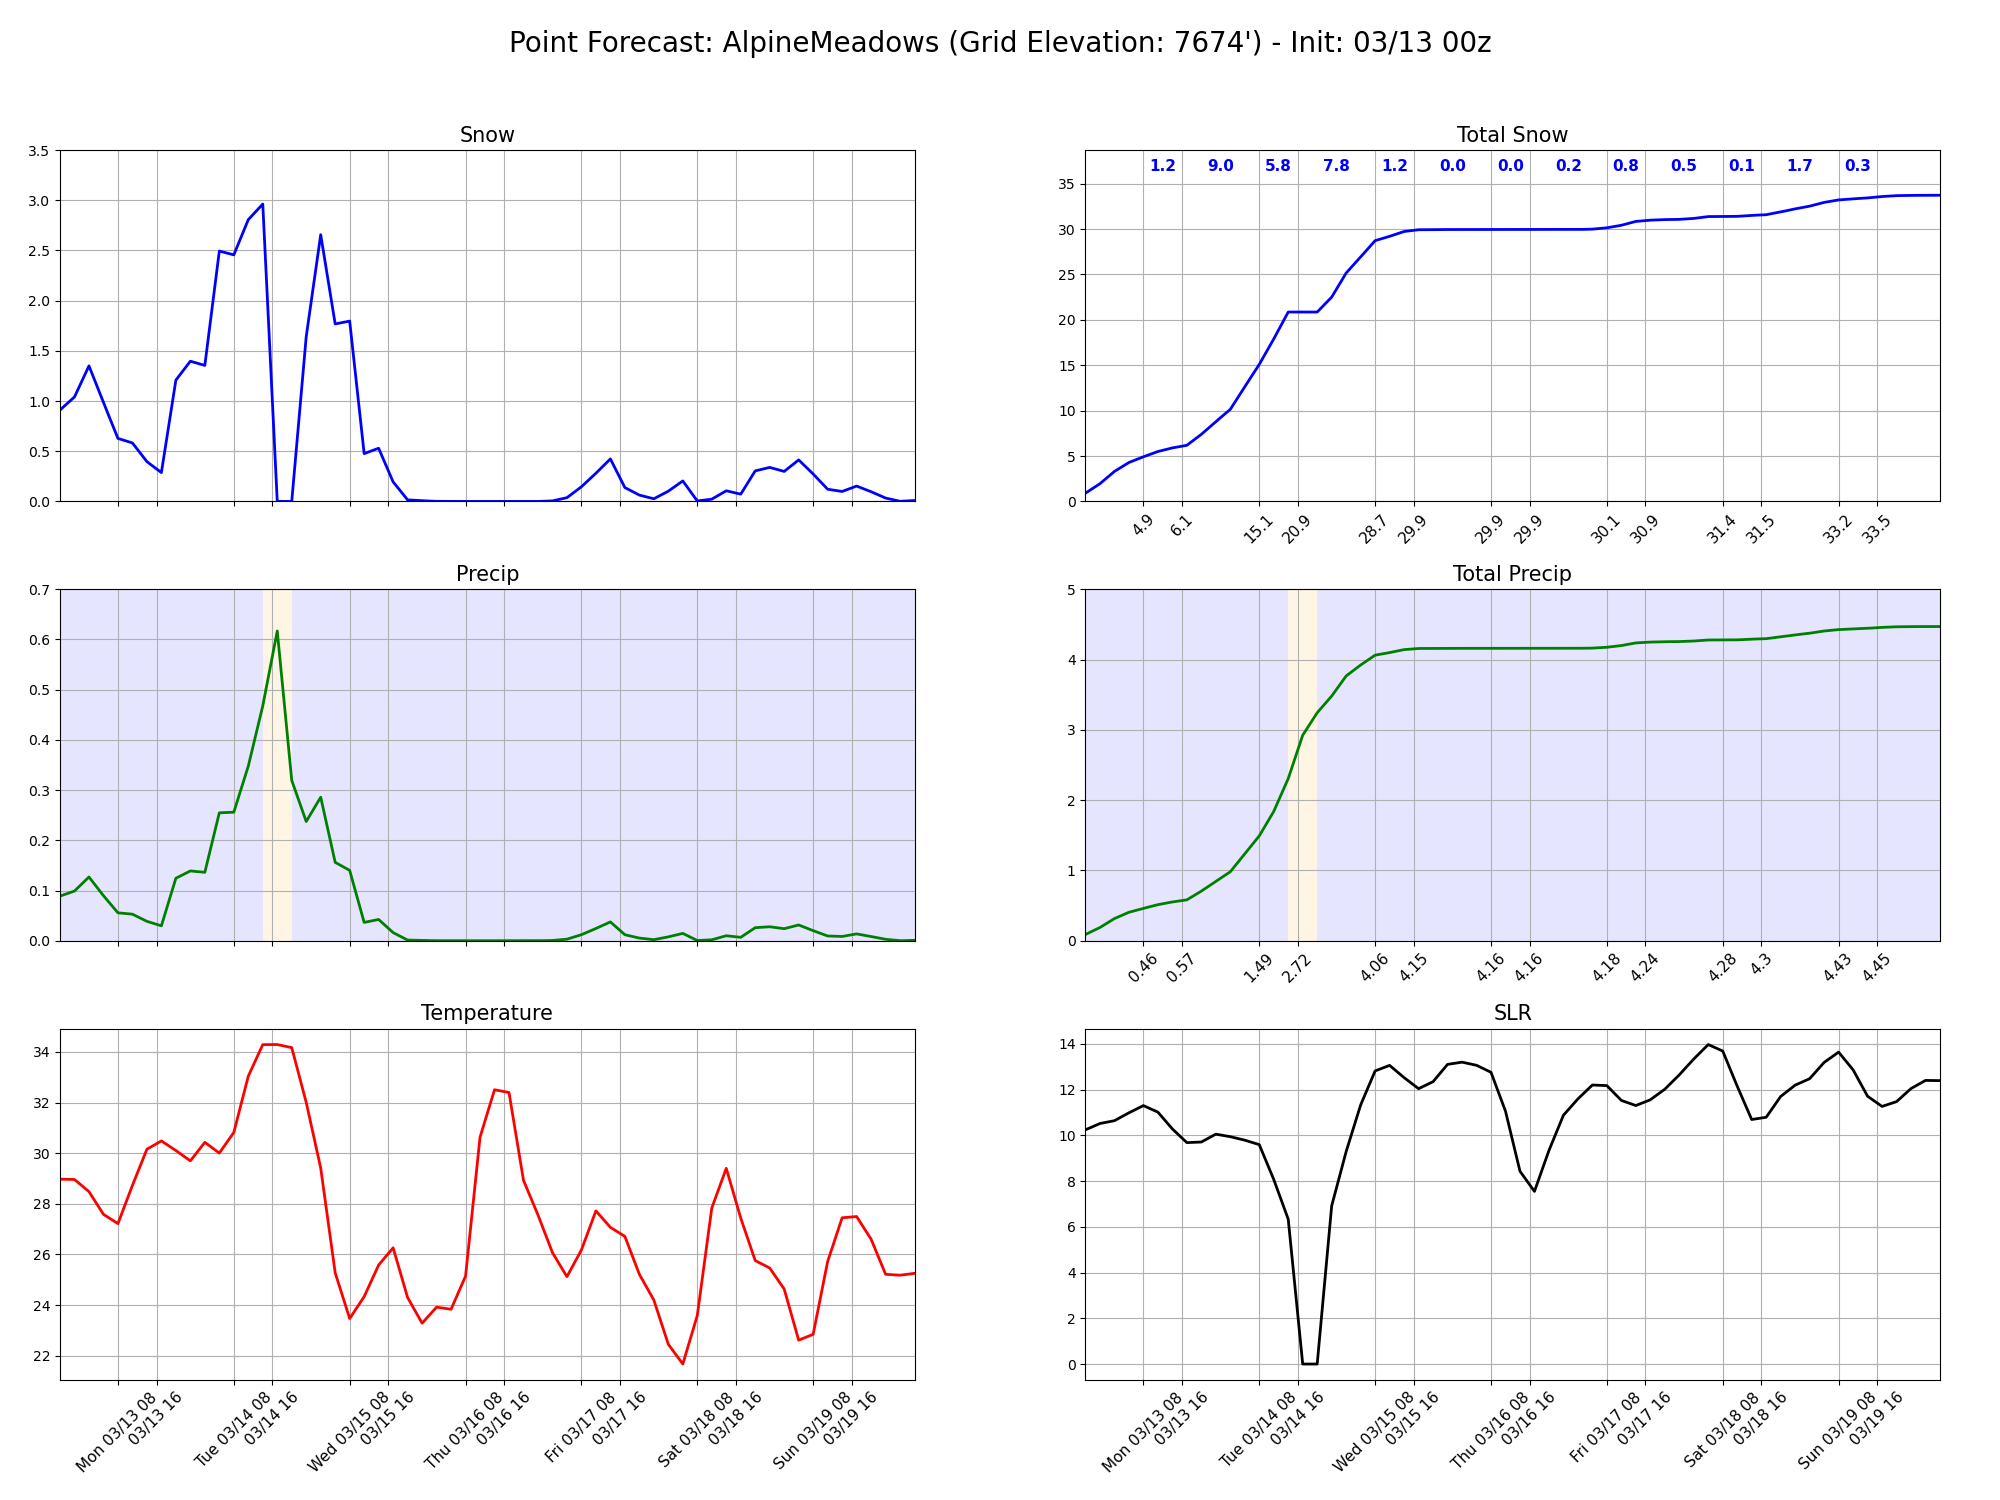 Point Forecast: AlpineMeadows (Grid Elevation: 7674') - Init: 03/13 00z
Snow
3.5
3.0
2.5
2.0
1.5
1.0
0.5
0.0
Total Snow
1.2 9.0 5.8 7.8 1.2 0.0 0.0 0.2 0.8 0.5 0.1 1.7 0.3
35
30
25
20
15
10
5
0
4.9 6.1 15.1 20.9 28.7 29.9 29.9 29.9 30.1 30.9 31.4 31.5 33.2 33.5
Precip
0.7
0.6
0.5
0.4
0.3
0.2
0.1
0.0
Total Precip
5
4
3
2
1
0
0.46 0.57 1.49 2.72 4.06 4.15 4.16 4.16 4.18 4.24 4.28 4.3 4.43 4.45
Temperature
34
32
30
28
26
24
22
Mon 03/13 08
03/13 16
Tue 03/14 08
03/14 16
Wed 03/15 08
03/15 16
Thu 03/16 08
03/16 16
Fri 03/17 08
03/17 16
Sat 03/18 08
03/18 16
Sun 03/19 08
03/19 16
SLR
14
12
10
8
6
4
2
0
Mon 03/13 08
03/13 16
Tue 03/14 08
03/14 16
Wed 03/15 08
03/15 16
Thu 03/16 08
03/16 16
Fri 03/17 08
03/17 16
Sat 03/18 08
03/18 16
Sun 03/19 08
03/19 16